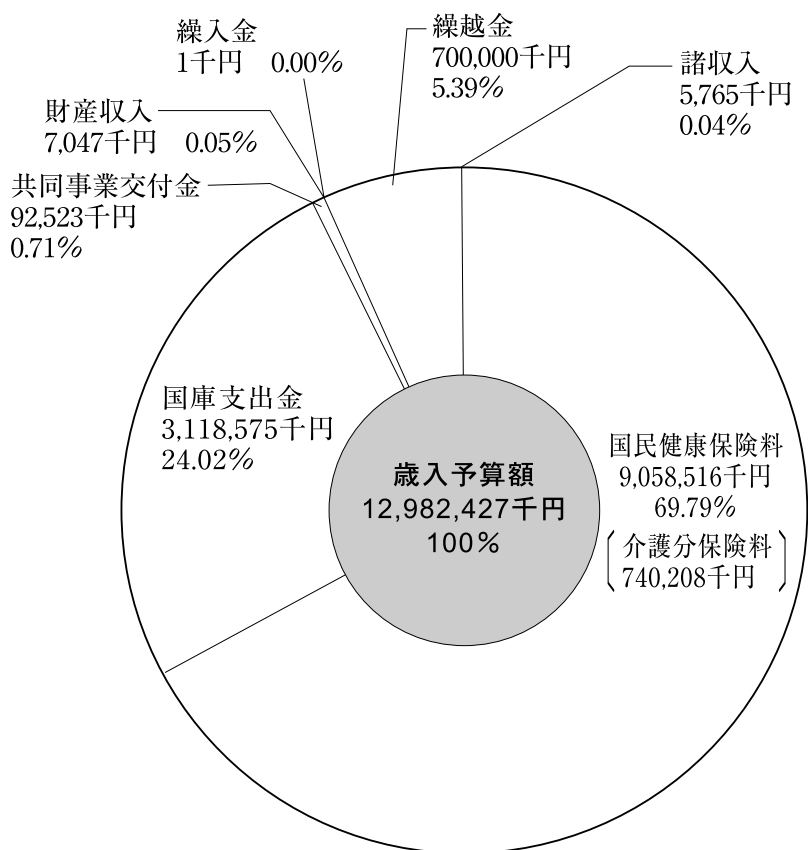 繰入金
1千円 0.00%
繰越金
700,000千円
5.39%
諸収入
5,765千円
0.04%
財産収入
7,047千円 0.05%
共同事業交付金
92,523千円
0.71%
国庫支出金
3,118,575千円
24.02%
歳入予算額
12,982,427千円
100%
国民健康保険料
9,058,516千円
69.79%
介護分保険料
740,208千円